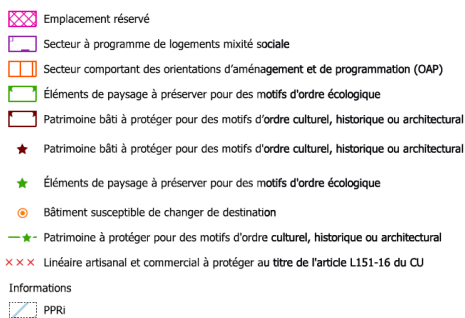 Emplacement réservé
Secteur à programme de logements mixité sociale
Secteur comportant des orientations d'aménagement et de programmation (OAP)
Éléments de paysage à préserver pour des motifs d'ordre écologique
Patrimoine bâti à protéger pour des motifs d'ordre culturel, historique ou architectural
Patrimoine bâti à protéger pour des motifs d'ordre culturel, historique ou architectural
Éléments de paysage à préserver pour des motifs d'ordre écologique
Bâtiment susceptible de changer de destination
Patrimoine à protéger pour des motifs d'ordre culturel, historique ou architectural
Linéaire artisanal et commercial à protéger au titre de l'article L151-16 du CU
Informations
PPRi